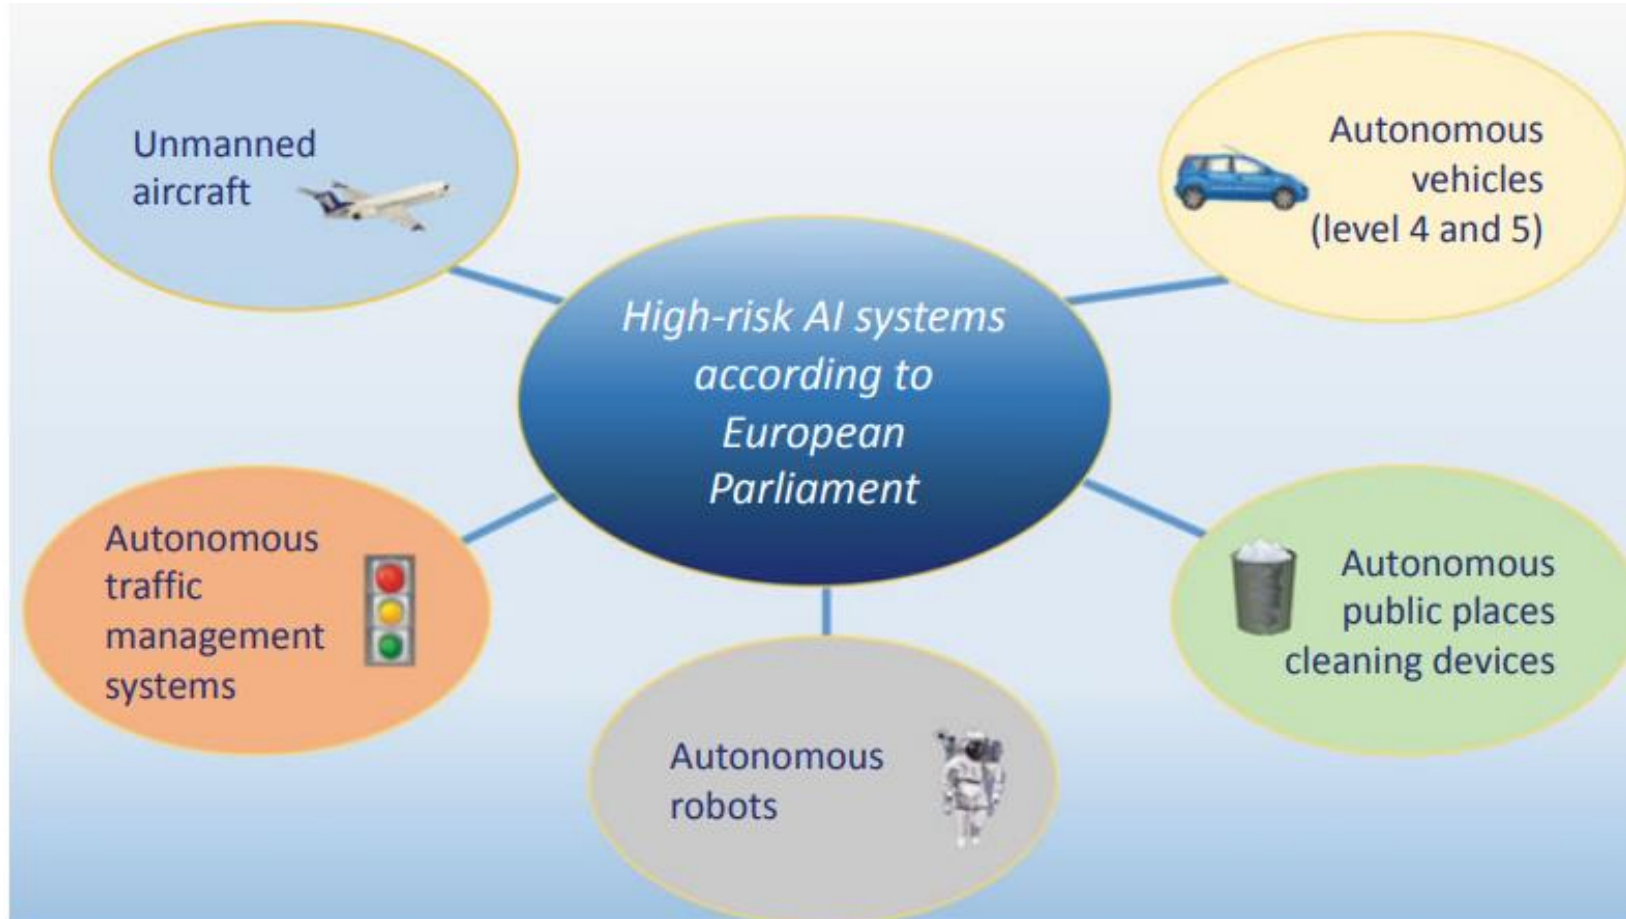 Unmanned
aircraft
Autonomous
vehicles
(level 4 and 5)
High-risk AI systems
according to
European
Parliament
Autonomous
traffic
management
systems
Autonomous
public places
cleaning devices
Autonomous
robots